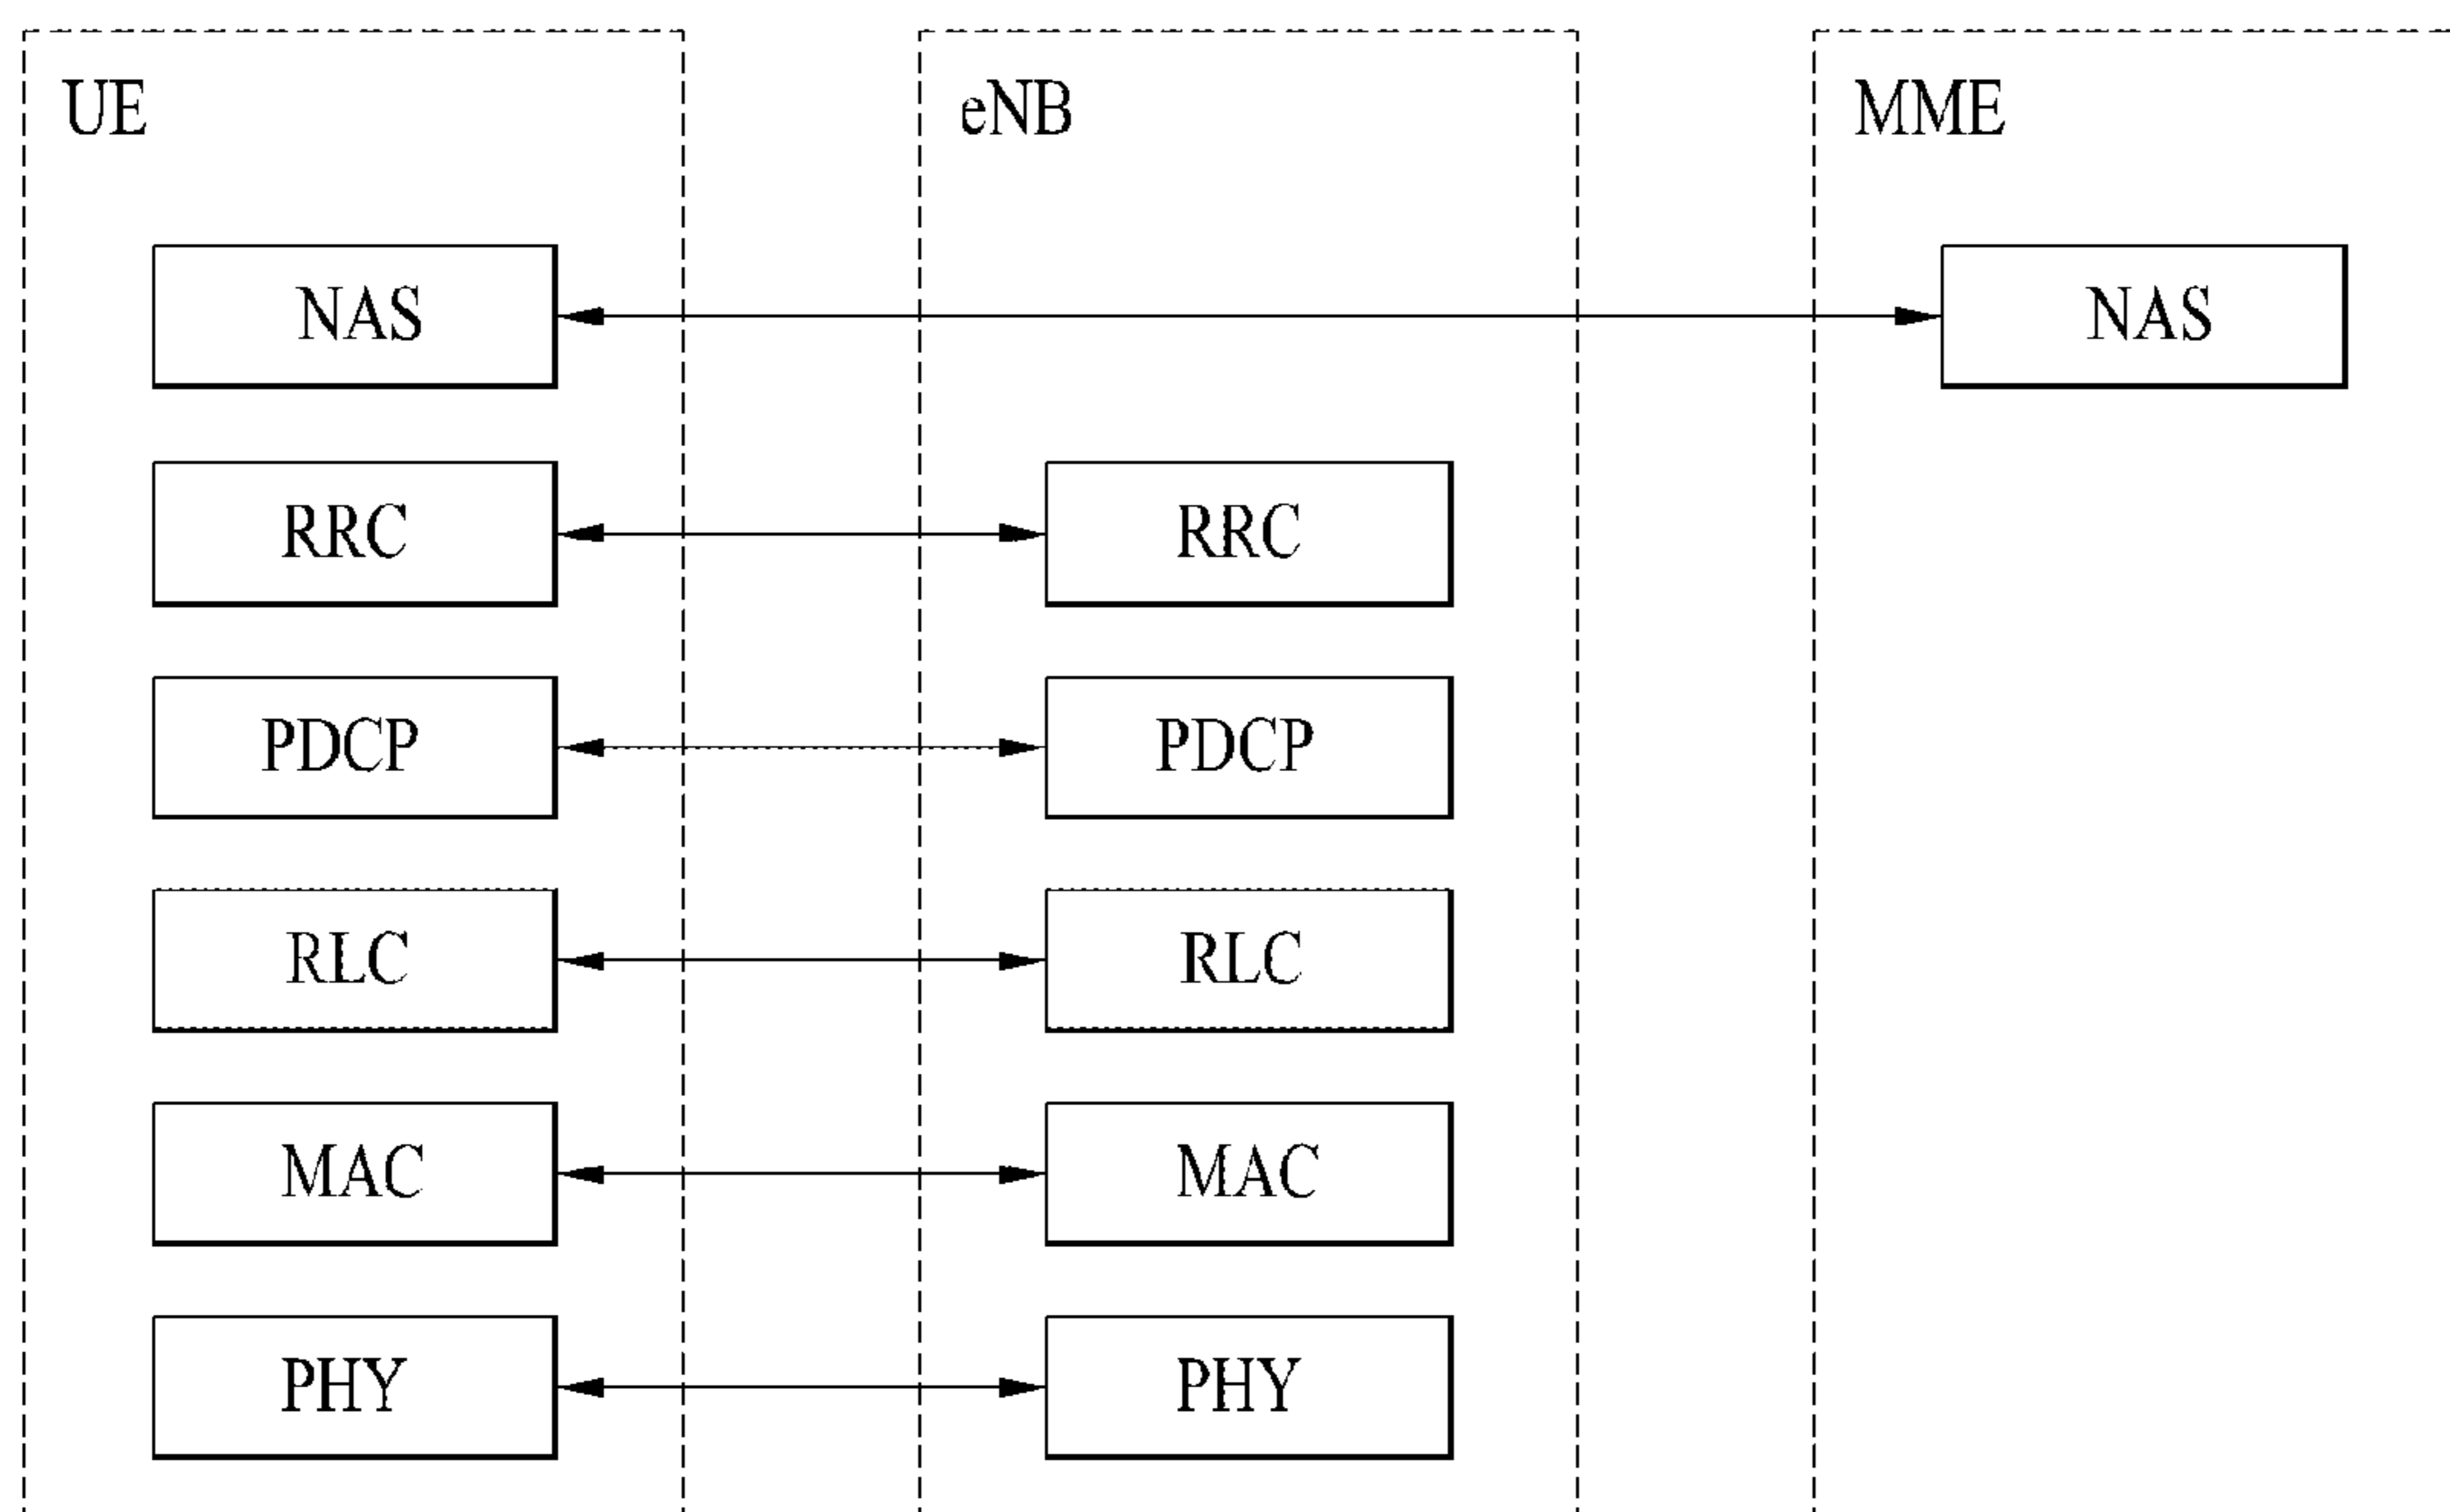 UE
eNB
MME
NAS
NAS
RRC
RRC
PDCP
PDCP
RLC
RLC
MAC
MAC
PHY
PHY